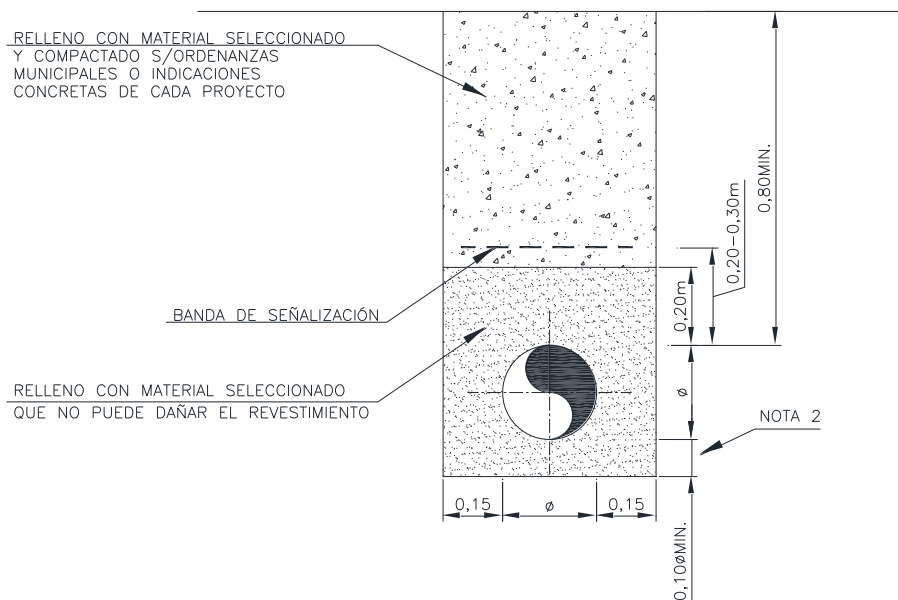 RELLENO CON MATERIAL SELECCIONADO
Y COMPACTADO S/ORDENANZAS
MUNICIPALES O INDICACIONES
CONCRETAS DE CADA PROYECTO
0,80MIN.
0,20-0,30m
0,20m
BANDA DE SEÑALIZACIÓN
RELLENO CON MATERIAL SELECCIONADO
QUE NO PUEDE DAÑAR EL REVESTIMIENTO
ø
NOTA 2
0,15
ø
0,15
0,10øMIN.